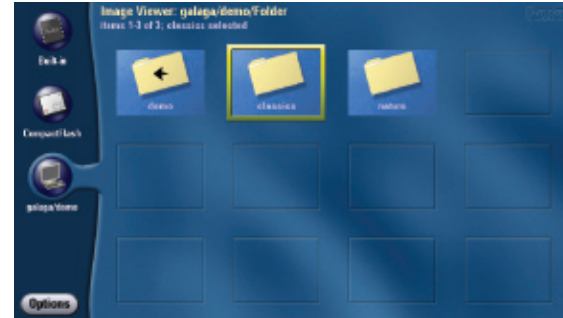 Image Viewer: galaga/demo/Folder
items 1-3 of 3; classics selected
Built-in
demo
classics
nature
CompactFlash
galaga/demo
Options